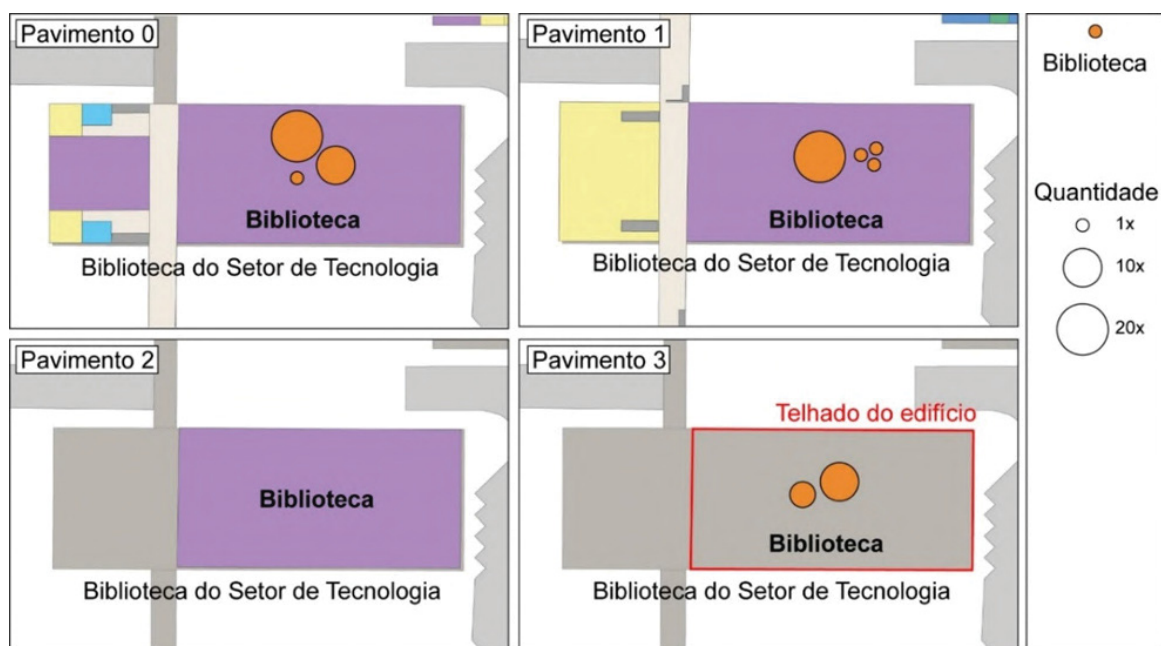 Pavimento 0
Biblioteca
Biblioteca do Setor de Tecnologia
Pavimento 1
Biblioteca
Biblioteca do Setor de Tecnologia
Pavimento 2
Biblioteca
Biblioteca do Setor de Tecnologia
Pavimento 3
Telhado do edifício
Biblioteca
Biblioteca do Setor de Tecnologia
Biblioteca
Quantidade
1x
10x
20x